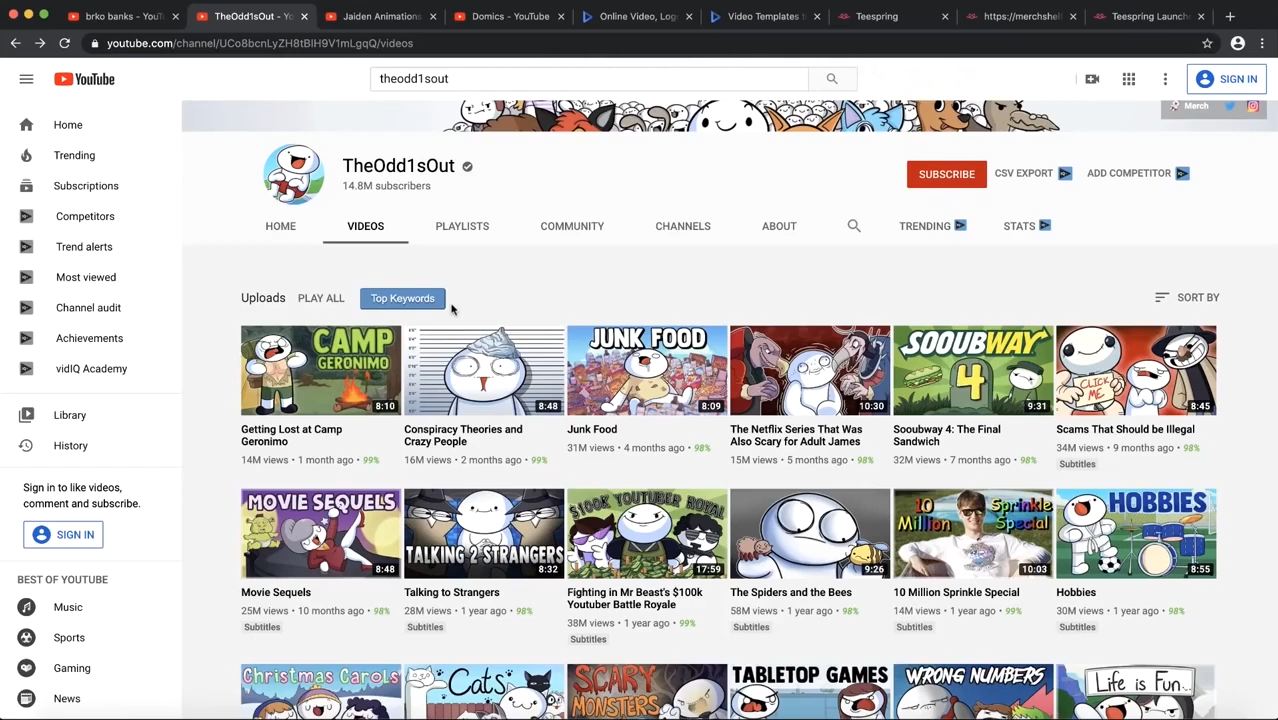 brko banks - YouT
TheOdd1sOut - Yo
Jaiden Animations
Domics - YouTube
Online Video, Log
Video Templates t
Teespring
https://merchshel
Teespring Launch
youtube.com/channel/UCo8bcnLyZH8tBIH9V1mLgqQ/videos
YouTube
theodd1sout
SIGN IN
Merch
Home
Trending
Subscriptions
Competitors
Trend alerts
Most viewed
Channel audit
Achievements
vidIQ Academy
Library
History
Sign in to like videos,
comment and subscribe.
SIGN IN
BEST OF YOUTUBE
Music
Sports
Gaming
News
TheOdd1sOut
14.8M subscribers
SUBSCRIBE
CSV EXPORT
ADD COMPETITOR
HOME
VIDEOS
PLAYLISTS
COMMUNITY
CHANNELS
ABOUT
TRENDING
STATS
Uploads
PLAY ALL
Top Keywords
SORT BY
CAMP
GERONIMO
8:10
8:48
JUNK FOOD
8:09
10:30
SOOUBWAY
4
9:31
CLICK
ME
8:45
Getting Lost at Camp
Geronimo
14M views • 1 month ago • 99%
Conspiracy Theories and
Crazy People
16M views • 2 months ago • 99%
Junk Food
31M views • 4 months ago • 98%
The Netflix Series That Was
Also Scary for Adult James
15M views • 5 months ago • 98%
Sooubway 4: The Final
Sandwich
32M views • 7 months ago • 98%
Scams That Should be Illegal
34M views • 9 months ago • 98%
Subtitles
MOVIE SEQUELS
8:48
TALKING 2 STRANGERS
8:32
$100K YOUTUBER ROYAL
17:59
9:26
10
Million
Sprinkle
Special
10:03
HOBBIES
8:55
Movie Sequels
25M views • 10 months ago • 98%
Subtitles
Talking to Strangers
28M views • 1 year ago • 98%
Subtitles
Fighting in Mr Beast's $100k
Youtuber Battle Royale
38M views • 1 year ago • 99%
Subtitles
The Spiders and the Bees
58M views • 1 year ago • 98%
Subtitles
10 Million Sprinkle Special
14M views • 1 year ago • 99%
Subtitles
Hobbies
30M views • 1 year ago • 98%
Subtitles
CHRISTMAS CAROLS
Cats
SCARY
MONSTERS
TABLETOP GAMES
WRONG NUMBERS
Life is Fun..